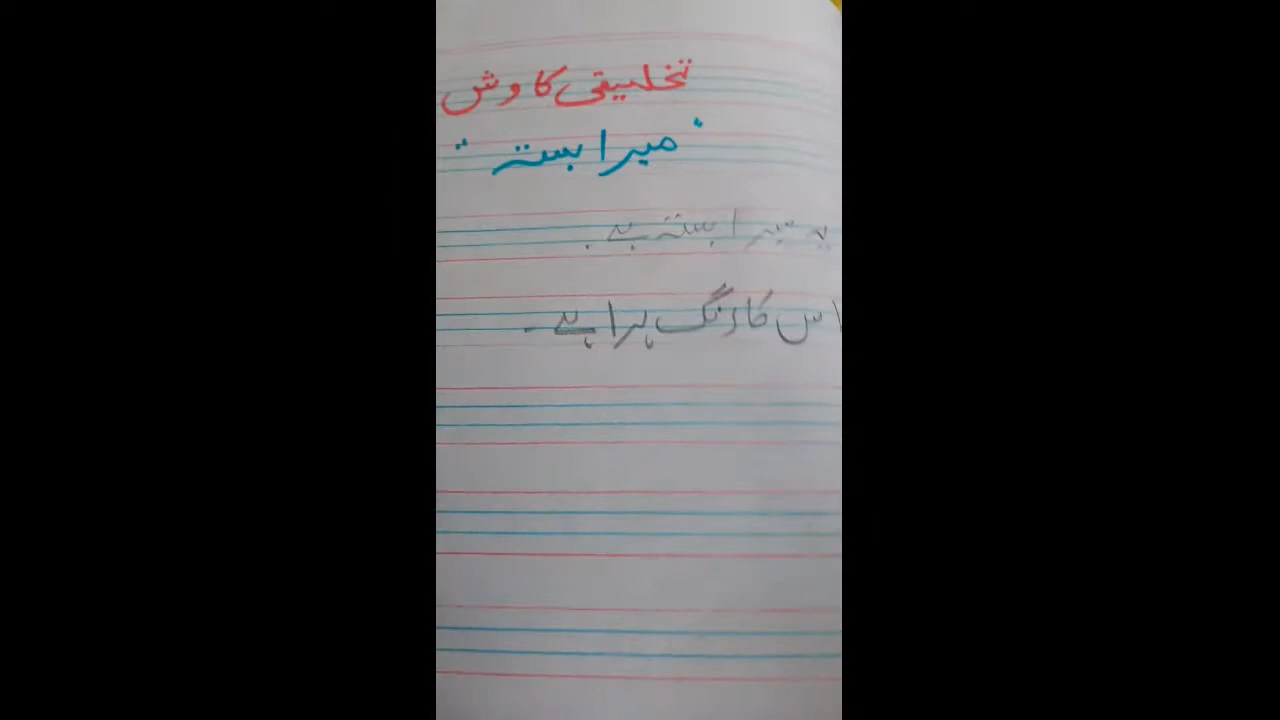 تخلیقی کاوش
"میرا بستہ"
یہ میرا بستہ ہے۔
اس کا رنگ ہرا ہے۔